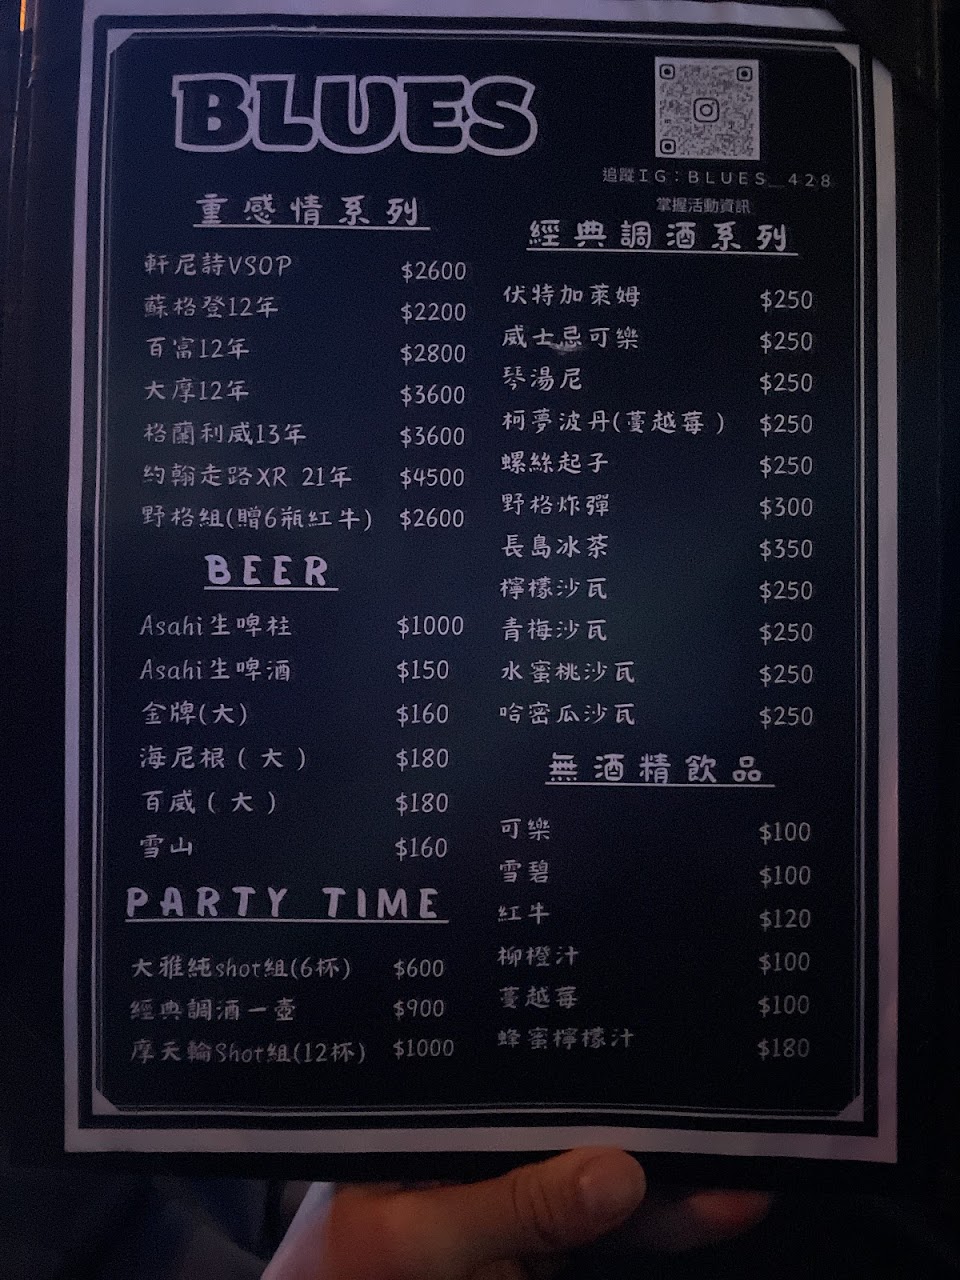 BLUES
追蹤IG：BLUES_428
掌握活動資訊
重感情系列
軒尼詩VSOP $2600
蘇格登12年 $2200
百富12年 $2800
大摩12年 $3600
格蘭利威13年 $3600
約翰走路XR 21年 $4500
野格組(贈6瓶紅牛) $2600
BEER
Asahi生啤柱 $1000
Asahi生啤酒 $150
金牌(大) $160
海尼根(大) $180
百威(大) $180
雪山 $160
PARTY TIME
大雅純shot組(6杯) $600
經典調酒一壺 $900
摩天輪Shot組(12杯) $1000
經典調酒系列
伏特加萊姆 $250
威士忌可樂 $250
琴湯尼 $250
柯夢波丹(蔓越莓) $250
螺絲起子 $250
野格炸彈 $300
長島冰茶 $350
檸檬沙瓦 $250
青梅沙瓦 $250
水蜜桃沙瓦 $250
哈密瓜沙瓦 $250
無酒精飲品
可樂 $100
雪碧 $100
紅牛 $120
柳橙汁 $100
蔓越莓 $100
蜂蜜檸檬汁 $180